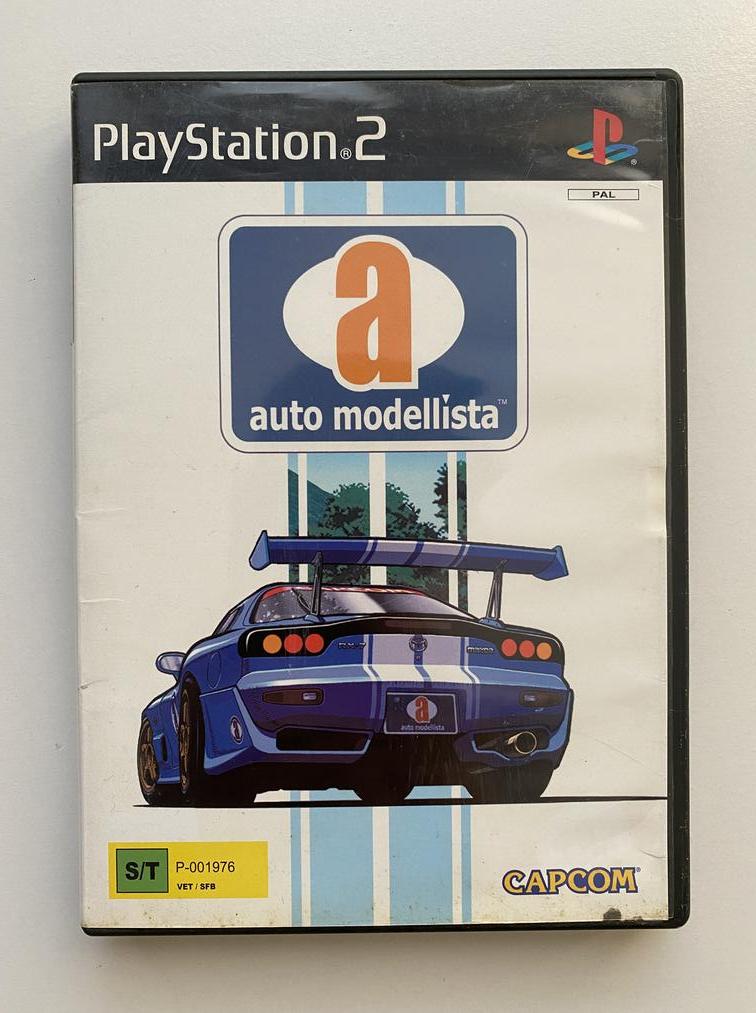 PlayStation®2
P ®
PAL
a
auto modellista™
RX-7
mazda
a
auto modellista
S/T P-001976
VET / SFB
CAPCOM®